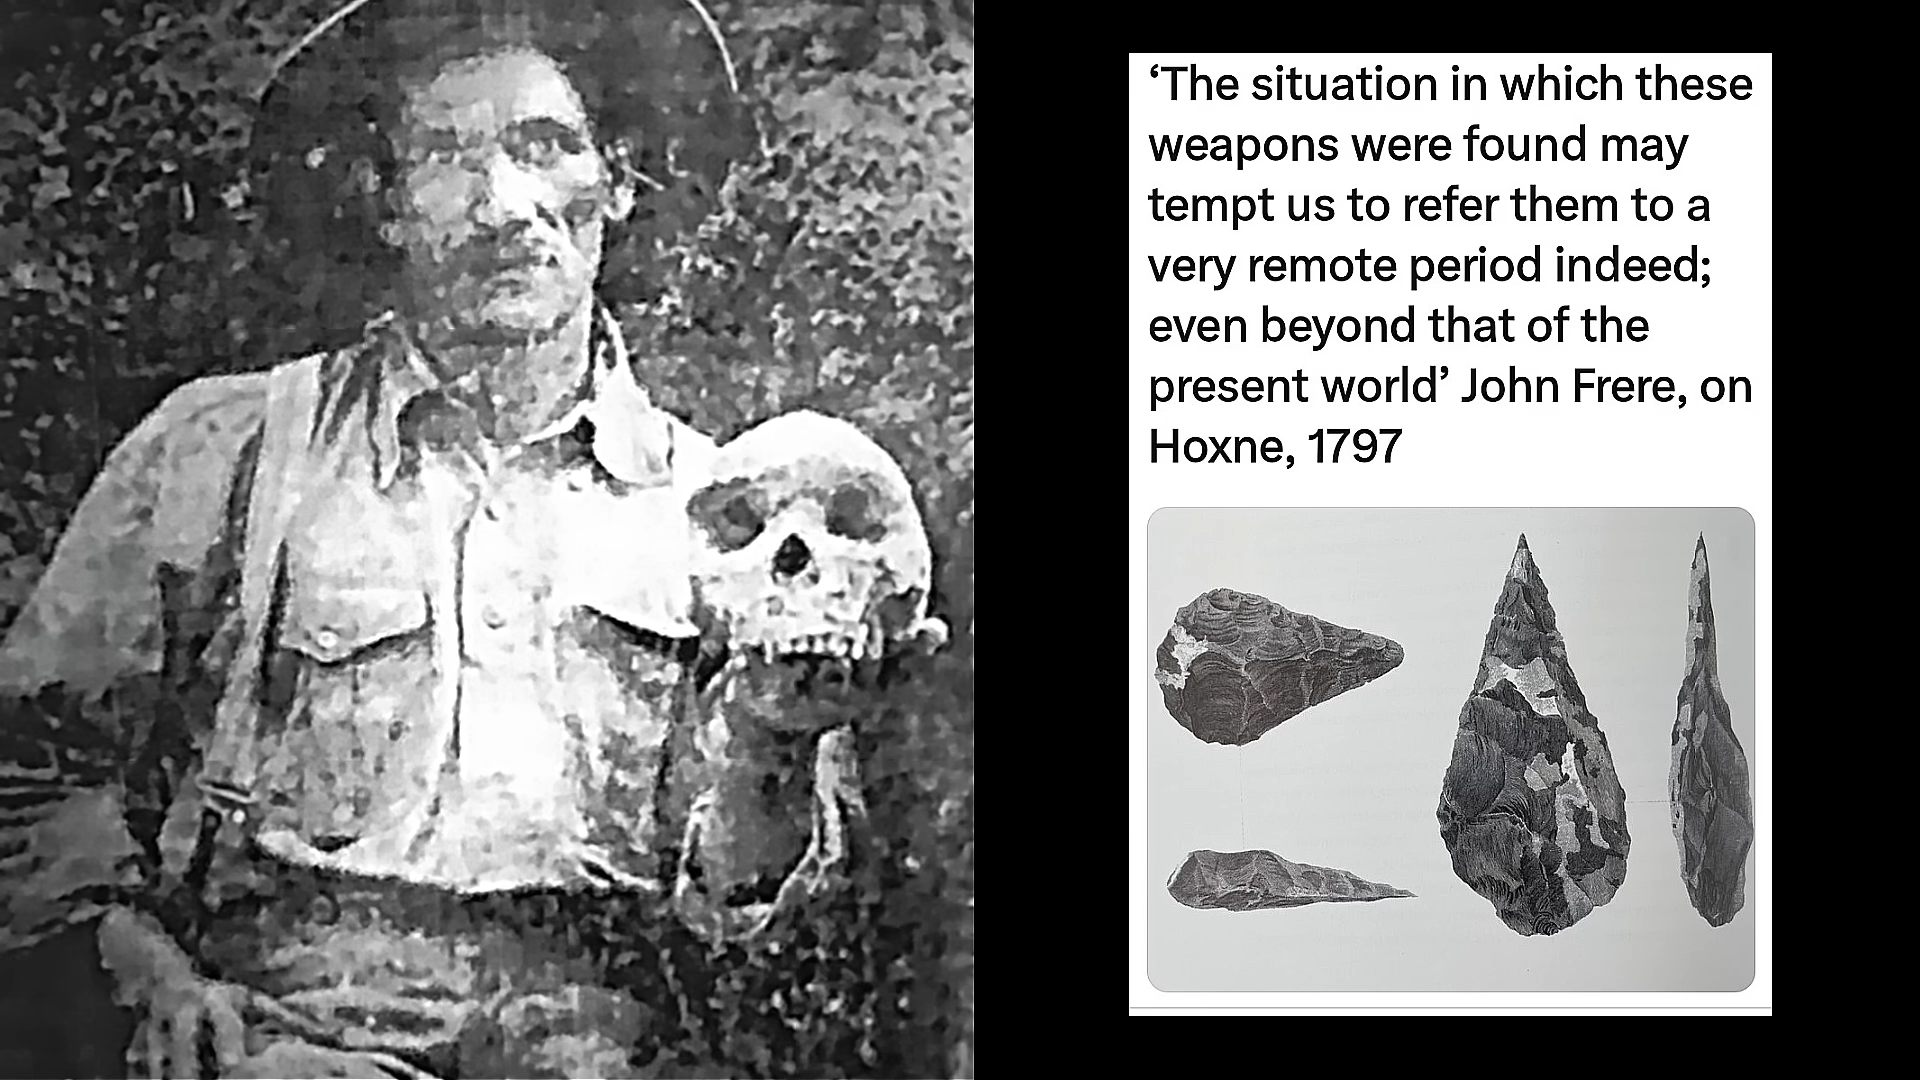 ‘The situation in which these
weapons were found may
tempt us to refer them to a
very remote period indeed;
even beyond that of the
present world’ John Frere, on
Hoxne, 1797